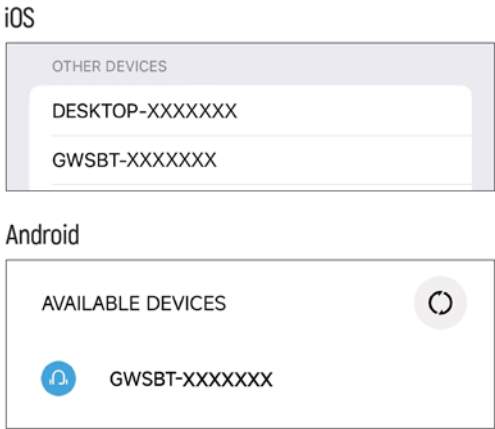 iOS
OTHER DEVICES
DESKTOP-XXXXXXX
GWSBT-XXXXXXX
Android
AVAILABLE DEVICES
GWSBT-XXXXXXX